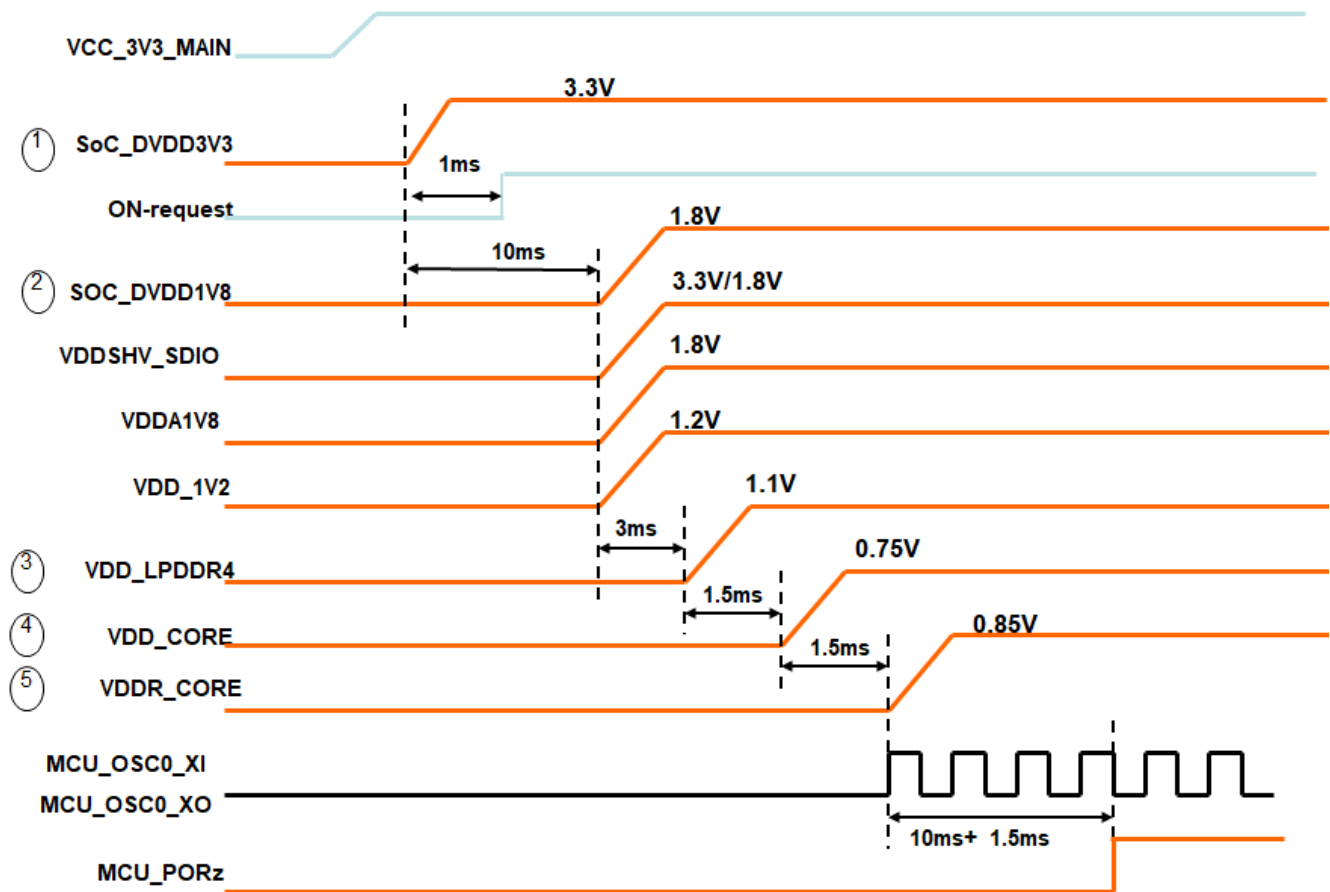 VCC_3V3_MAIN
3.3V
1 SoC_DVDD3V3
1ms
ON-request
1.8V
10ms
2 SOC_DVDD1V8
3.3V/1.8V
VDDSHV_SDIO
1.8V
VDDA1V8
1.2V
VDD_1V2
1.1V
3ms
3 VDD_LPDDR4
0.75V
1.5ms
4 VDD_CORE
0.85V
1.5ms
5 VDDR_CORE
MCU_OSC0_XI
MCU_OSC0_XO
10ms+ 1.5ms
MCU_PORz